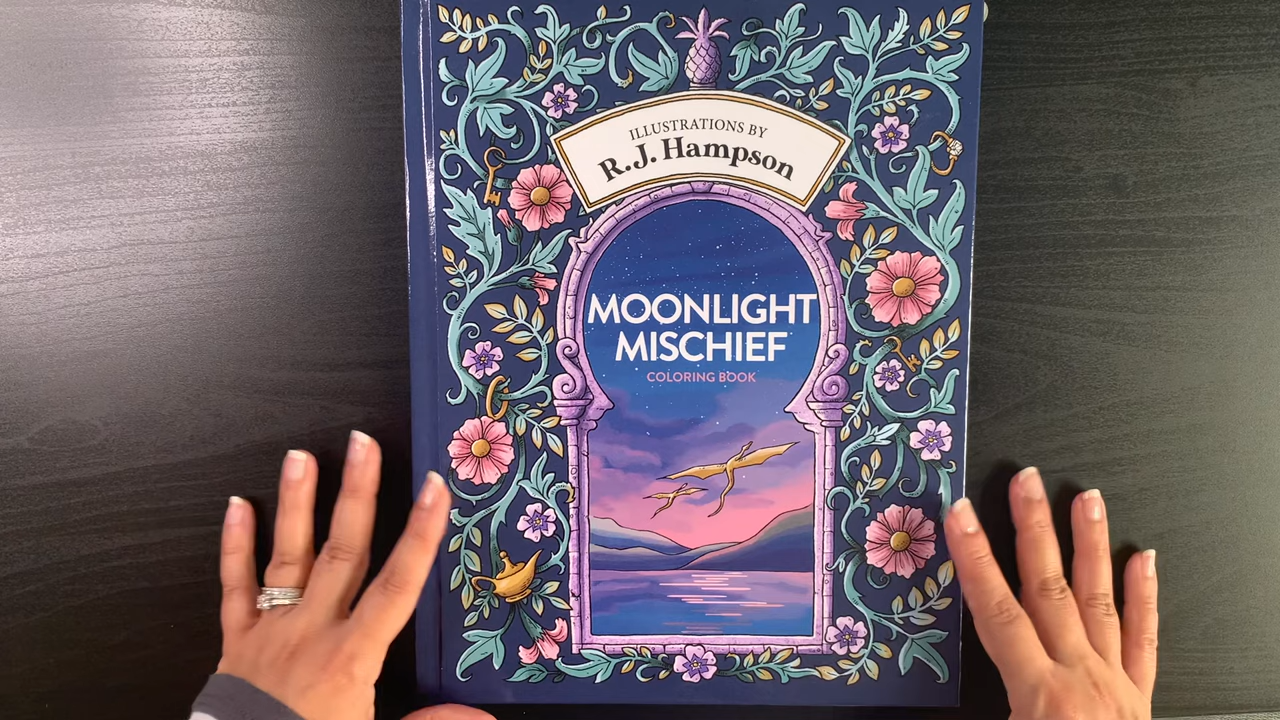 ILLUSTRATIONS BY
R.J. Hampson
MOONLIGHT
MISCHIEF
COLORING BOOK